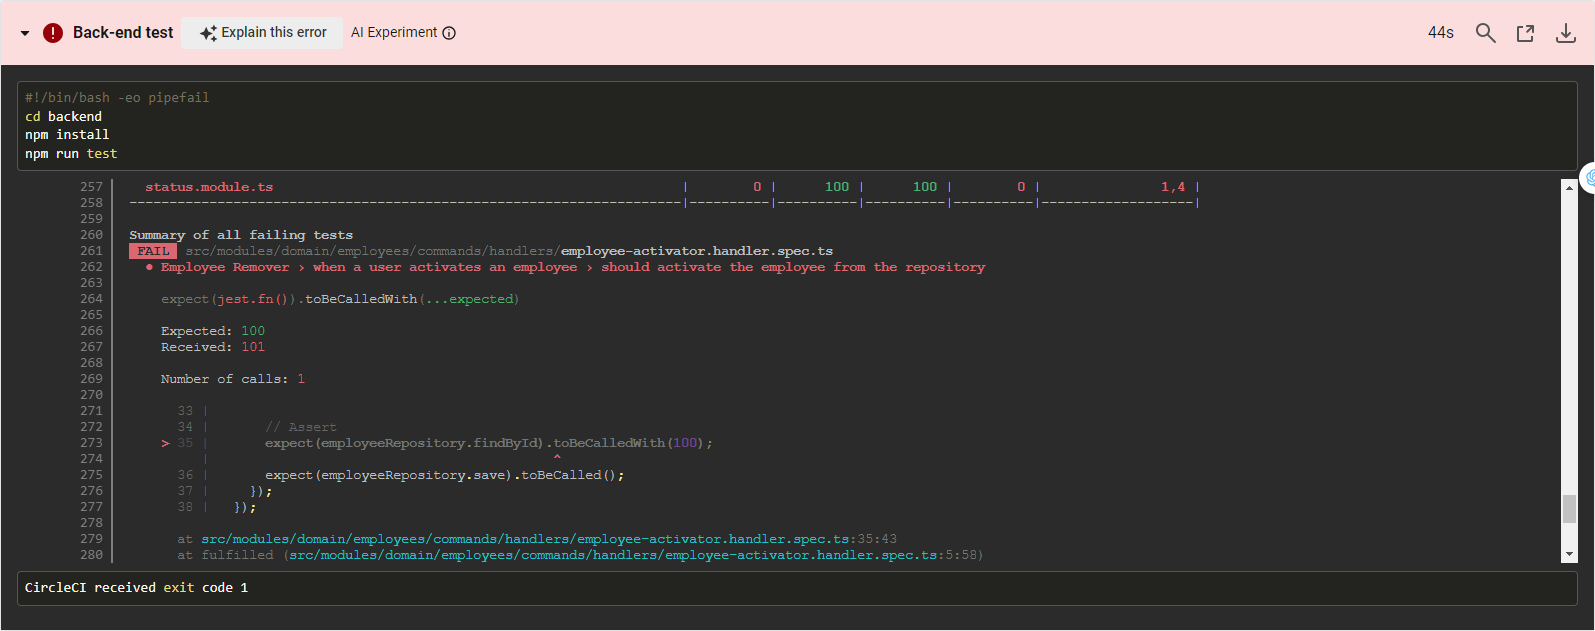 Back-end test Explain this error AI Experiment 44s
#!/bin/bash -eo pipefail
cd backend
npm install
npm run test
257 status.module.ts | 0 | 100 | 100 | 0 | 1,4 |
258 ---------------------------------------------------------------------|----------|----------|----------|----------|-------------------|
259
260 Summary of all failing tests
261 FAIL src/modules/domain/employees/commands/handlers/employee-activator.handler.spec.ts
262 ● Employee Remover › when a user activates an employee › should activate the employee from the repository
263
264 expect(jest.fn()).toBeCalledWith(...expected)
265
266 Expected: 100
267 Received: 101
268
269 Number of calls: 1
270
271 33 |
272 34 | // Assert
273 > 35 | expect(employeeRepository.findById).toBeCalledWith(100);
274 | ^
275 36 | expect(employeeRepository.save).toBeCalled();
276 37 | });
277 38 | });
278
279 at src/modules/domain/employees/commands/handlers/employee-activator.handler.spec.ts:35:43
280 at fulfilled (src/modules/domain/employees/commands/handlers/employee-activator.handler.spec.ts:5:58)
CircleCI received exit code 1